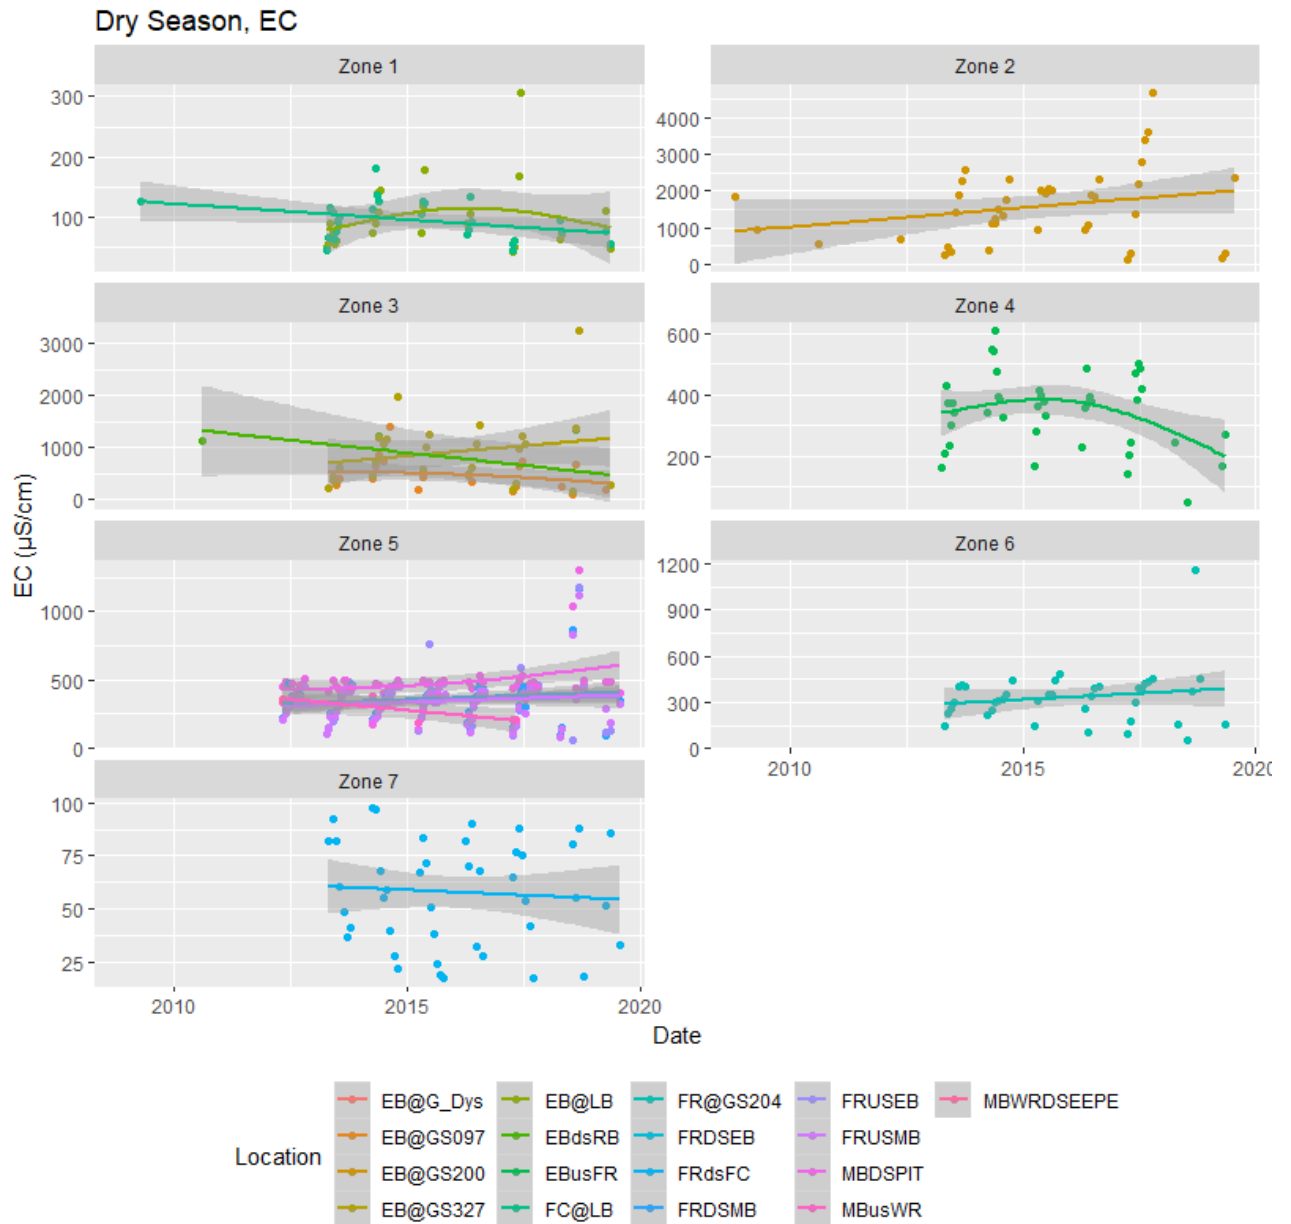 Dry Season, EC
Zone 1
Zone 2
300
200
100
4000
3000
2000
1000
0
Zone 3
Zone 4
3000
2000
1000
0
600
400
200
Zone 5
Zone 6
1000
500
0
1200
900
600
300
0
2010
2015
2020
Zone 7
100
75
50
25
2010
2015
2020
EC (µS/cm)
Date
Location
EB@G_Dys
EB@GS097
EB@GS200
EB@GS327
EB@LB
EBdsRB
EBusFR
FC@LB
FR@GS204
FRDSEB
FRdsFC
FRDSMB
FRUSEB
FRUSMB
MBDSPIT
MBusWR
MBWRDSEEPE